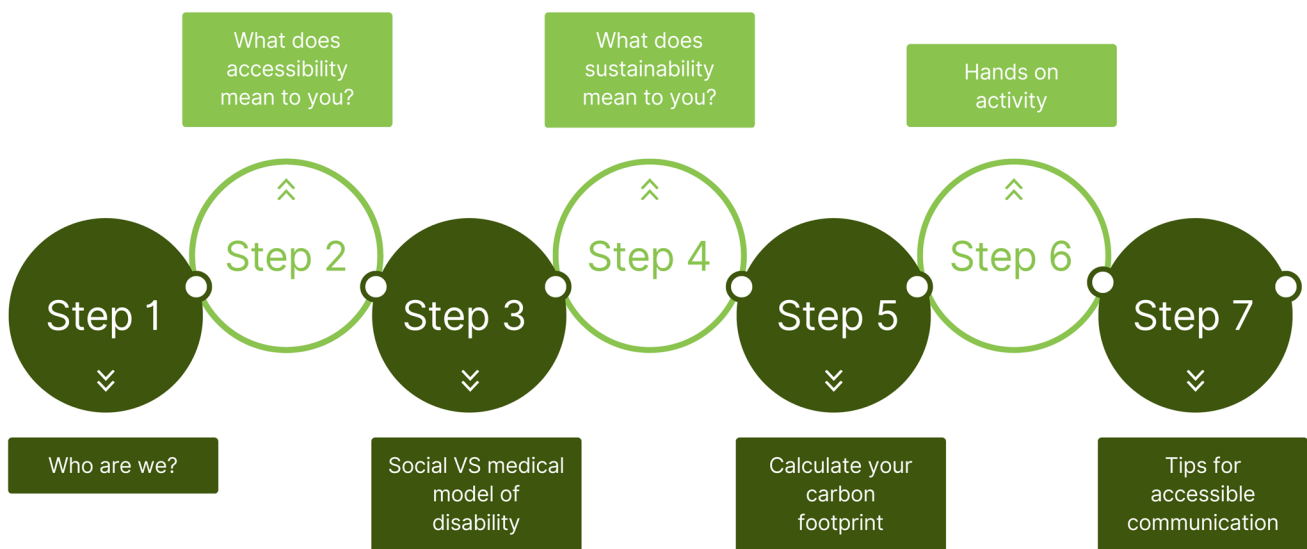 What does
accessibility
mean to you?
What does
sustainability
mean to you?
Hands on
activity
Step 1
Step 2
Step 3
Step 4
Step 5
Step 6
Step 7
Who are we?
Social VS medical
model of
disability
Calculate your
carbon
footprint
Tips for
accessible
communication